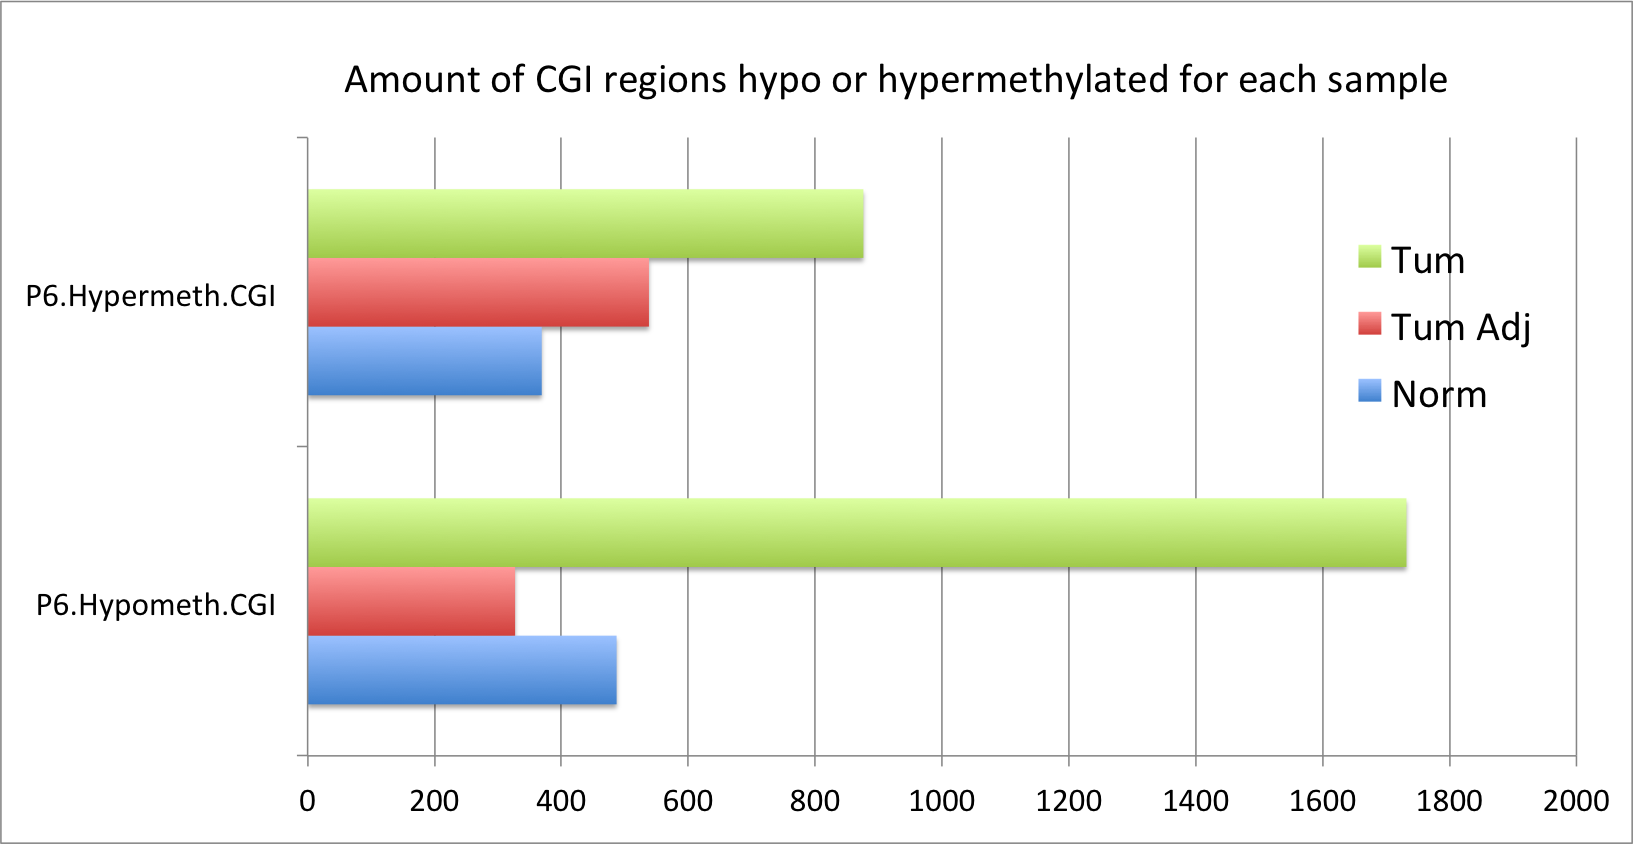 Amount of CGI regions hypo or hypermethylated for each sample
P6.Hypermeth.CGI
P6.Hypometh.CGI
Tum
Tum Adj
Norm
0 200 400 600 800 1000 1200 1400 1600 1800 2000